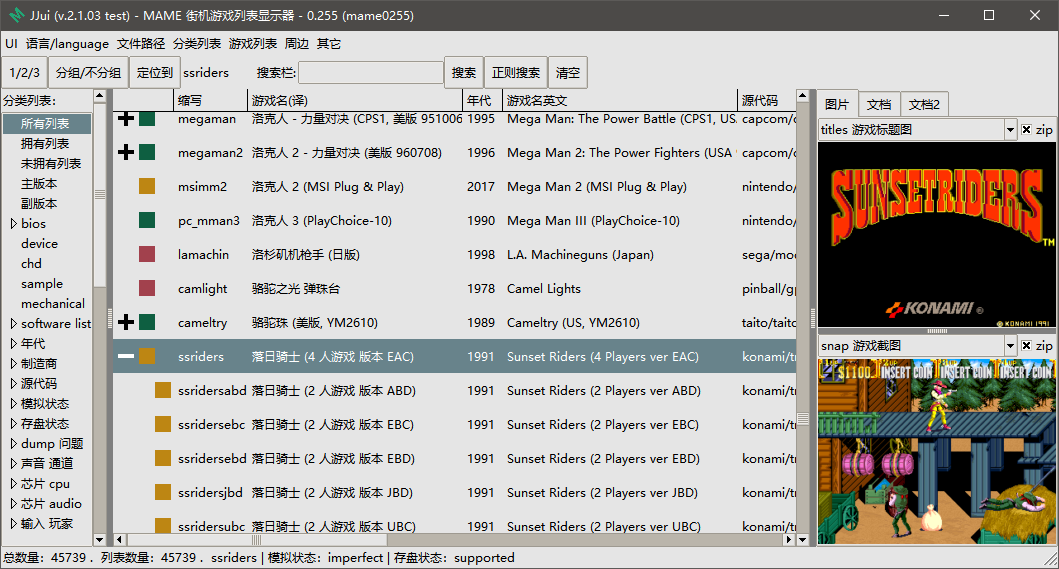 JJui (v.2.1.03 test) - MAME 街机游戏列表显示器 - 0.255 (mame0255)
UI 语言/language 文件路径 分类列表 游戏列表 周边 其它
1/2/3 分组/不分组 定位到 ssriders 搜索栏: 搜索 正则搜索 清空
分类列表:
所有列表
拥有列表
未拥有列表
主版本
副版本
bios
device
chd
sample
mechanical
software list
年代
制造商
源代码
模拟状态
存盘状态
dump 问题
声音 通道
芯片 cpu
芯片 audio
输入 玩家
缩写 游戏名(译) 年代 游戏名英文 源代码
megaman 洛克人 - 力量对决 (CPS1, 美版 951006 1995 Mega Man: The Power Battle (CPS1, US. capcom/c
megaman2 洛克人 2 - 力量对决 (美版 960708) 1996 Mega Man 2: The Power Fighters (USA capcom/c
msimm2 洛克人 2 (MSI Plug & Play) 2017 Mega Man 2 (MSI Plug & Play) nintendo/
pc_mman3 洛克人 3 (PlayChoice-10) 1990 Mega Man III (PlayChoice-10) nintendo/
lamachin 洛杉矶机枪手 (日版) 1998 L.A. Machineguns (Japan) sega/mod
camlight 骆驼之光 弹珠台 1978 Camel Lights pinball/gp
cameltry 骆驼珠 (美版, YM2610) 1989 Cameltry (US, YM2610) taito/taito
ssriders 落日骑士 (4 人游戏 版本 EAC) 1991 Sunset Riders (4 Players ver EAC) konami/tr
ssridersabd 落日骑士 (2 人游戏 版本 ABD) 1991 Sunset Riders (2 Players ver ABD) konami/tr
ssridersebc 落日骑士 (2 人游戏 版本 EBC) 1991 Sunset Riders (2 Players ver EBC) konami/tr
ssridersebd 落日骑士 (2 人游戏 版本 EBD) 1991 Sunset Riders (2 Players ver EBD) konami/tr
ssridersjbd 落日骑士 (2 人游戏 版本 JBD) 1991 Sunset Riders (2 Players ver JBD) konami/tr
ssridersubc 落日骑士 (2 人游戏 版本 UBC) 1991 Sunset Riders (2 Players ver UBC) konami/tr
图片 文档 文档2
titles 游戏标题图 zip
SUNSETRIDERS TM
KONAMI ®
© KONAMI 1991
snap 游戏截图 zip
$1100 INSERT COIN INSERT COIN INSERT COIN
总数量: 45739 . 列表数量: 45739 . ssriders | 模拟状态: imperfect | 存盘状态: supported